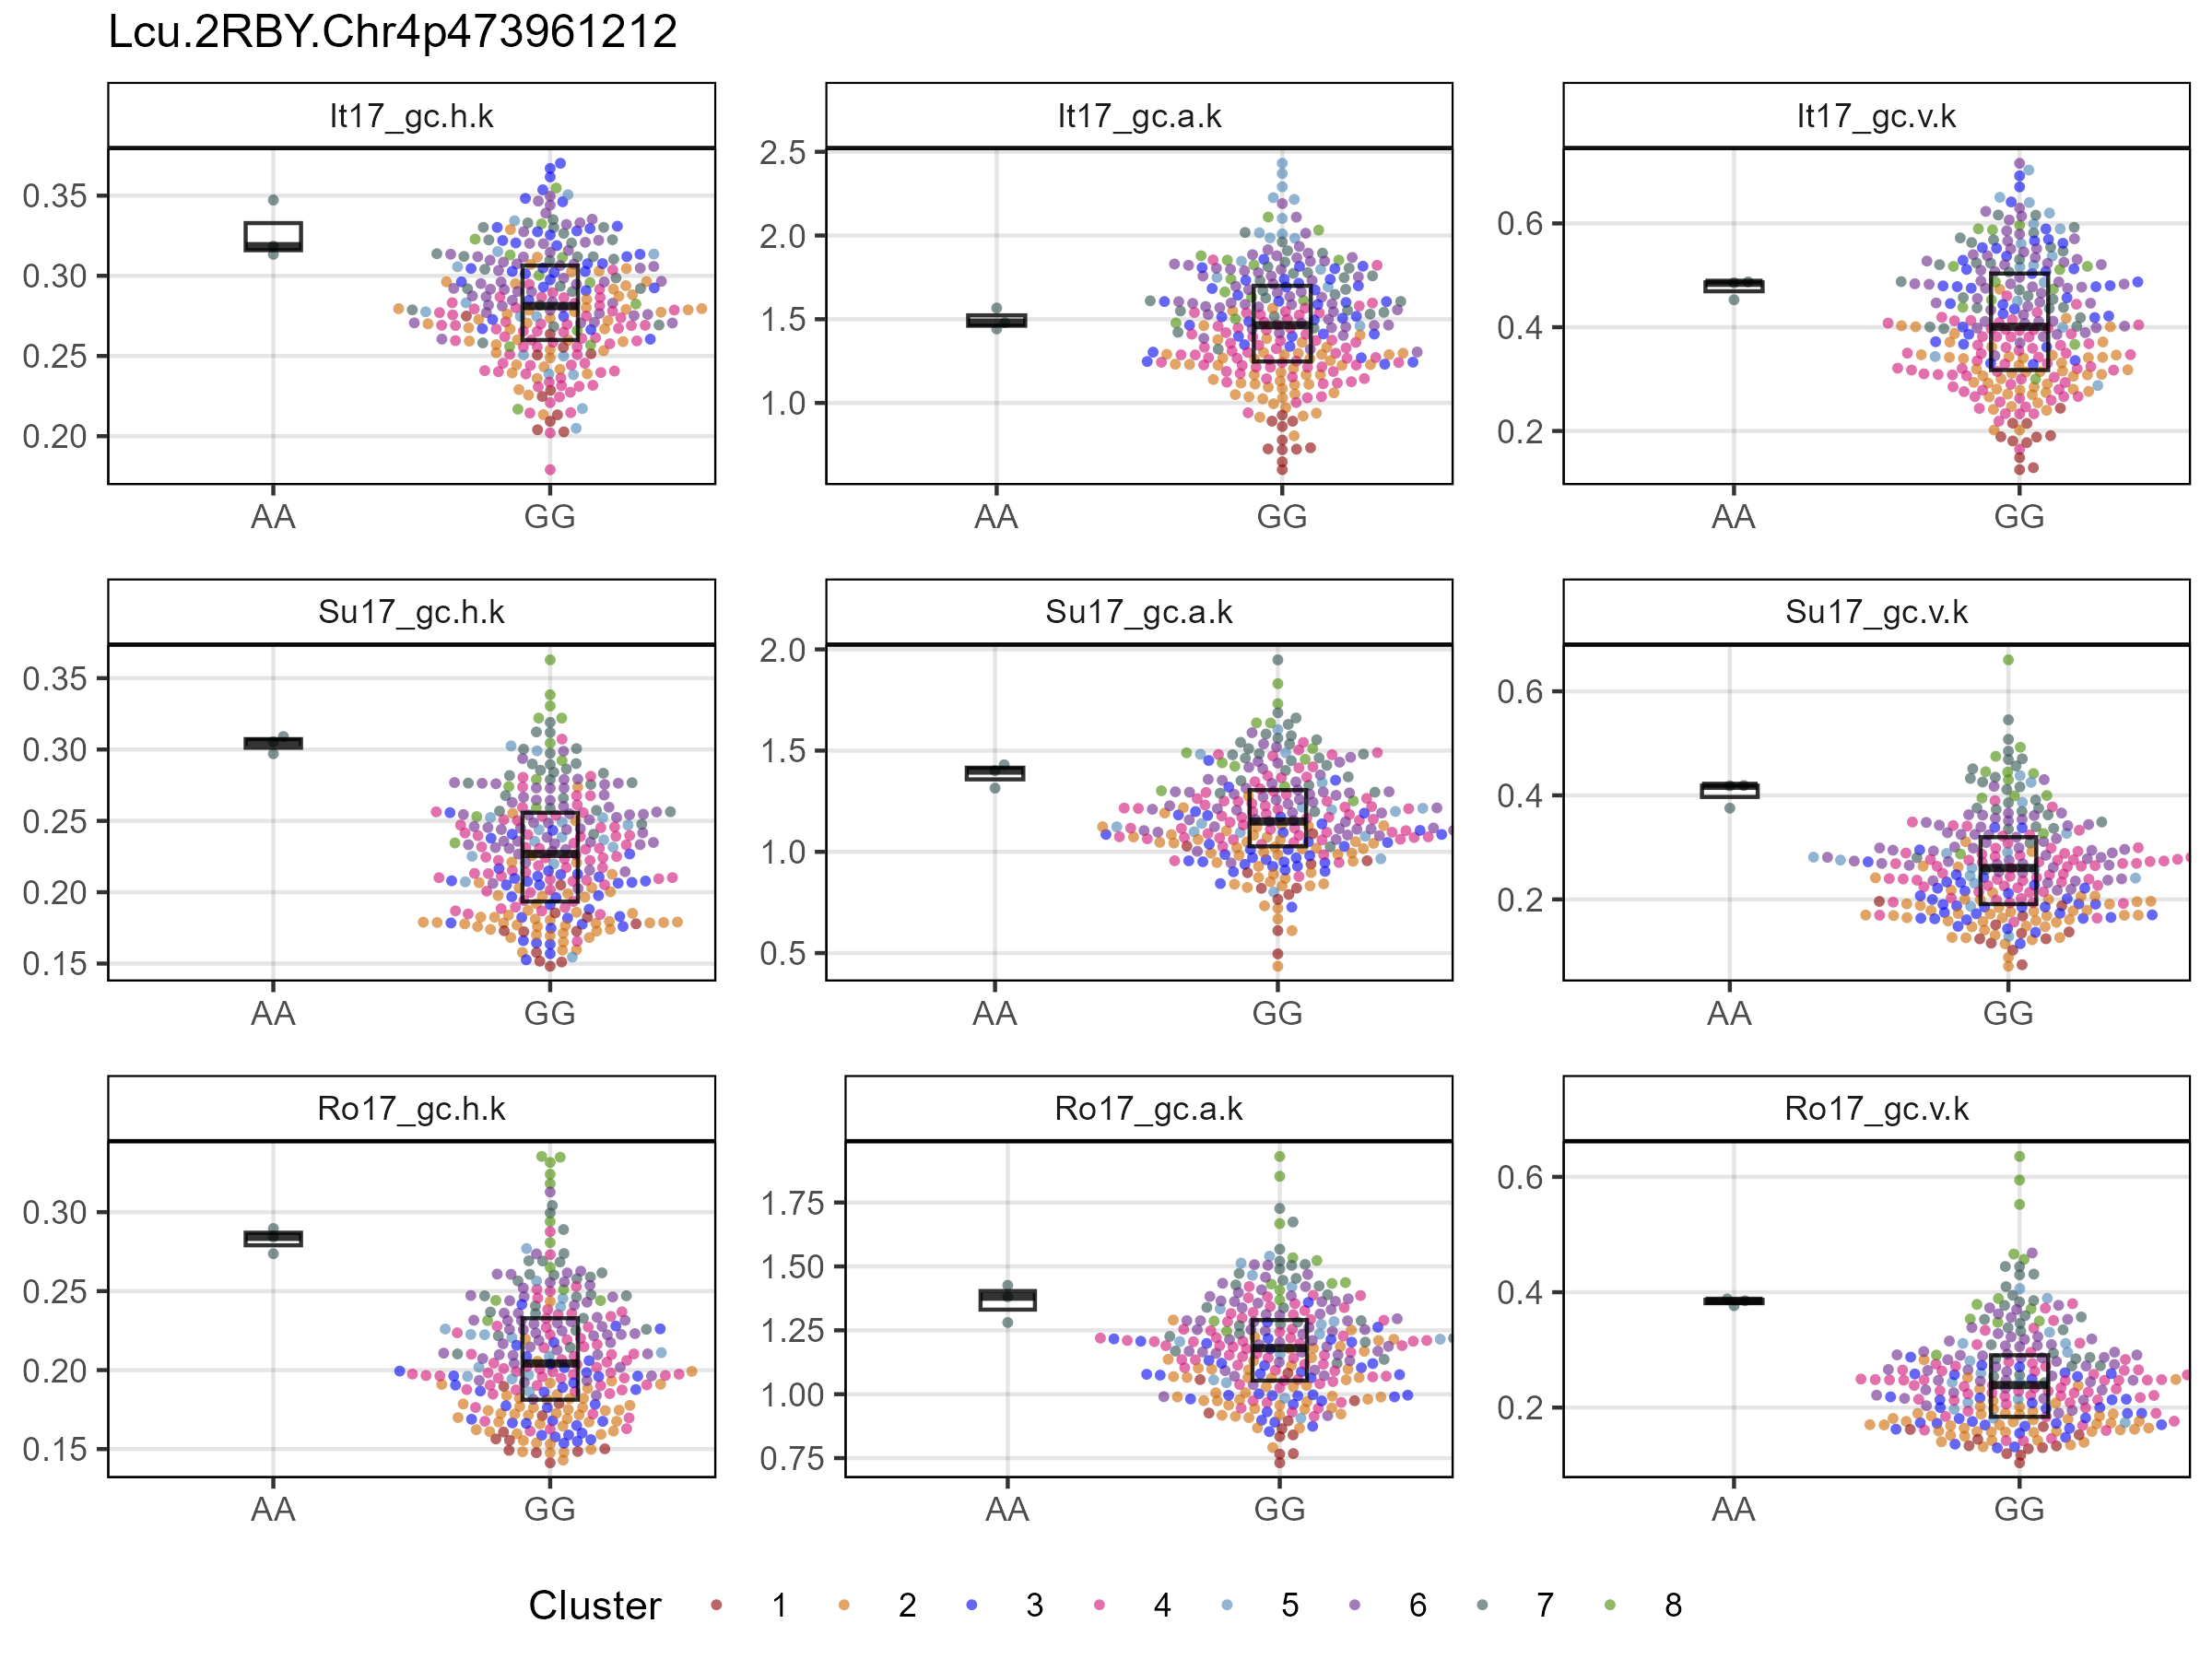 Lcu.2RBY.Chr4p473961212
It17_gc.h.k
It17_gc.a.k
It17_gc.v.k
0.35
0.30
0.25
0.20
AA
GG
2.5
2.0
1.5
1.0
AA
GG
0.6
0.4
0.2
AA
GG
Su17_gc.h.k
Su17_gc.a.k
Su17_gc.v.k
0.35
0.30
0.25
0.20
0.15
AA
GG
2.0
1.5
1.0
0.5
AA
GG
0.6
0.4
0.2
AA
GG
Ro17_gc.h.k
Ro17_gc.a.k
Ro17_gc.v.k
0.30
0.25
0.20
0.15
AA
GG
1.75
1.50
1.25
1.00
0.75
AA
GG
0.6
0.4
0.2
AA
GG
Cluster 1 2 3 4 5 6 7 8